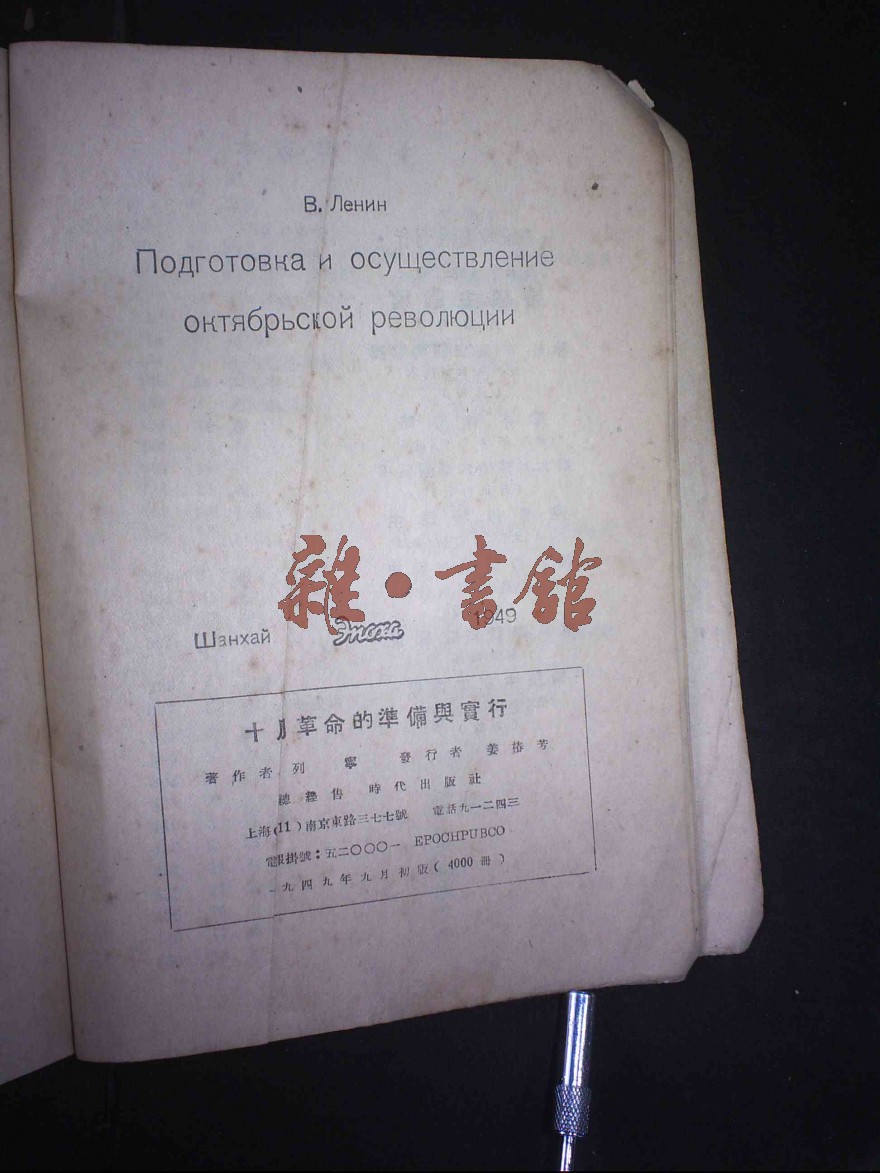 В. Ленин
Подготовка и осуществление
октябрьской революции
雜·書館
Шанхай Эпоха 1949
十月革命的準備與實行
著作者 列寧 發行者 姜椿芳
總經售 時代出版社
上海(11)南京東路三七七號 電話九一二四三
電報掛號:五二〇〇〇一 EPOCHPUBCO
一九四九年九月初版(4000冊)